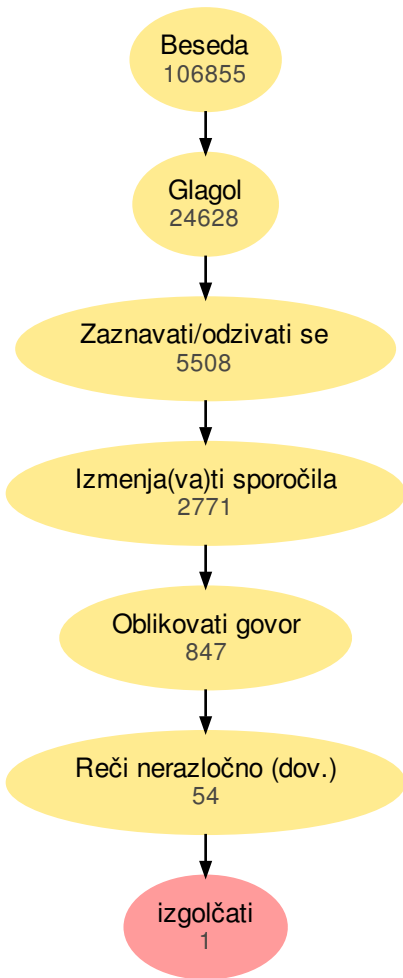 Beseda
106855
Glagol
24628
Zaznavati/odzivati se
5508
Izmenja(va)ti sporočila
2771
Oblikovati govor
847
Reči nerazločno (dov.)
54
izgolčati
1